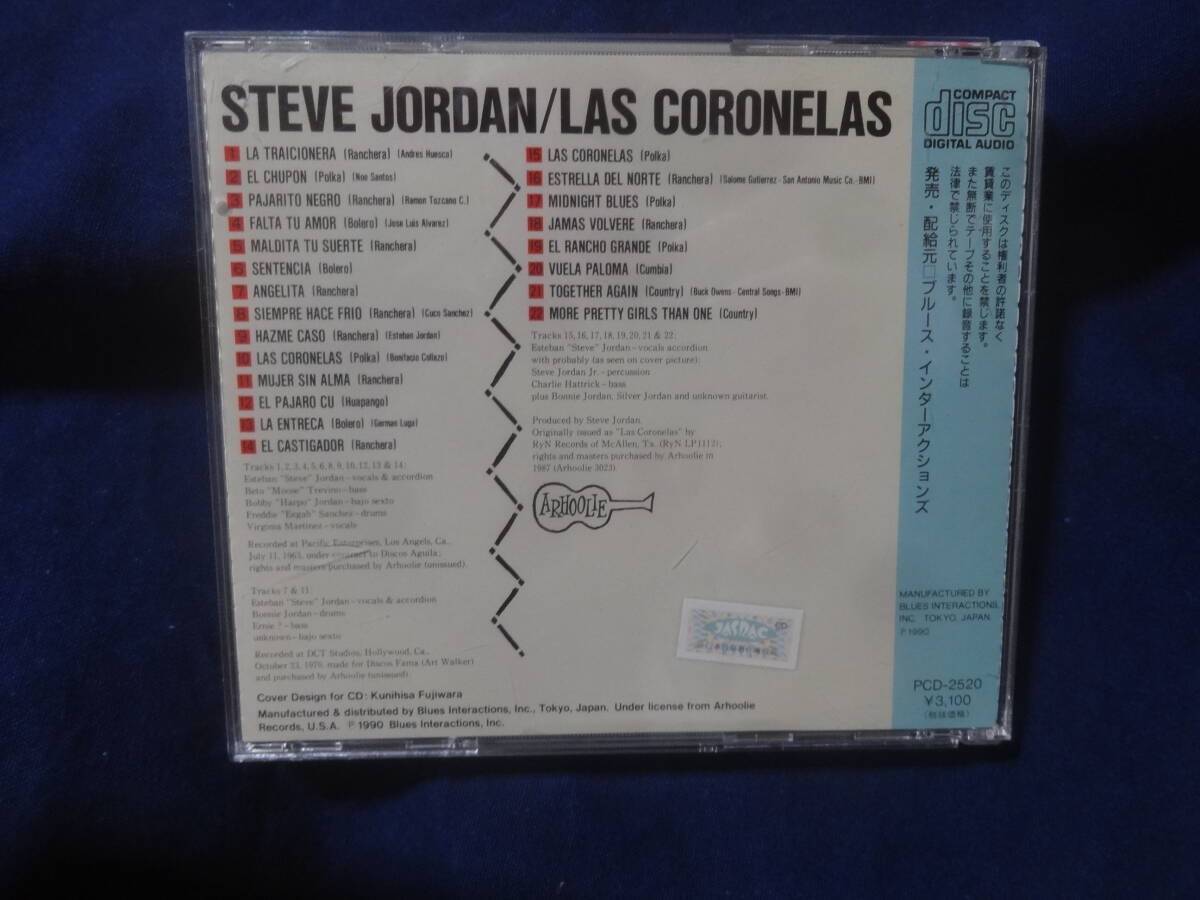 STEVE JORDAN/LAS CORONELAS
1 LA TRAICIONERA (Ranchera) (Andres Huesca)
2 EL CHUPON (Polka) (Noe Santos)
3 PAJARITO NEGRO (Ranchera) (Ramon Tozcano C.)
4 FALTA TU AMOR (Bolero) (Jose Luis Alvarez)
5 MALDITA TU SUERTE (Ranchera)
6 SENTENCIA (Bolero)
7 ANGELITA (Ranchera)
8 SIEMPRE HACE FRIO (Ranchera) (Cuco Sanchez)
9 HAZME CASO (Ranchera) (Esteban Jordan)
10 LAS CORONELAS (Polka) (Bonifacio Collazo)
11 MUJER SIN ALMA (Ranchera)
12 EL PAJARO CU (Huapango)
13 LA ENTRECA (Bolero) (German Luga)
14 EL CASTIGADOR (Ranchera)
Tracks 1, 2, 3, 4, 5, 6, 8, 9, 10, 12, 13 & 14:
Esteban "Steve" Jordan–vocals & accordion
Beto "Moose" Trevino–bass
Bobby "Harpo" Jordan–bajo sexto
Freddie "Eegah" Sanchez–drums
Virginia Martinez–vocals
Recorded at Pacific Enterprises, Los Angels, Ca.,
July 11, 1963, under contract to Discos Aguila;
rights and masters purchased by Arhoolie (unissued).
Tracks 7 & 11:
Esteban "Steve" Jordan–vocals & accordion
Bonnie Jordan–drums
Ernie ?–bass
unknown–bajo sexto
Recorded at DCT Studios, Hollywood, Ca.,
October 23, 1970, made for Discos Fama (Art Walker)
and purchased by Arhoolie (unissued).
Cover Design for CD: Kunihisa Fujiwara
Manufactured & distributed by Blues Interactions, Inc., Tokyo, Japan. Under license from Arhoolie
Records, U.S.A. ℗1990 Blues Interactions, Inc.
15 LAS CORONELAS (Polka)
16 ESTRELLA DEL NORTE (Ranchera) (Salome Gutierrez - San Antonio Music Co.-BMI)
17 MIDNIGHT BLUES (Polka)
18 JAMAS VOLVERE (Ranchera)
19 EL RANCHO GRANDE (Polka)
20 VUELA PALOMA (Cumbia)
21 TOGETHER AGAIN (Country) (Buck Owens-Central Songs-BMI)
22 MORE PRETTY GIRLS THAN ONE (Country)
Tracks 15, 16, 17, 18, 19, 20, 21 & 22:
Esteban "Steve" Jordan–vocals accordion
with probably (as seen on cover picture):
Steve Jordan Jr.–percussion
Charlie Hattrick–bass
plus Bonnie Jordan, Silver Jordan and unknown guitarist.
Produced by Steve Jordan.
Originally issued as "Las Coronelas" by
RyN Records of McAllen, Tx. (RyN LP1112);
rights and masters purchased by Arhoolie in
1987 (Arhoolie 3023).
ARHOOLIE
JASRAC
CD
COMPACT
disc
DIGITAL AUDIO
このディスクは権利者の許諾なく
賃貸業に使用することを禁じます。
また無断でテープその他に録音することは
法律で禁じられています。
発売・配給元□ブルース・インターアクションズ
MANUFACTURED BY
BLUES INTERACTIONS,
INC. TOKYO, JAPAN
℗1990
PCD-2520
¥3,100
(税抜価格)